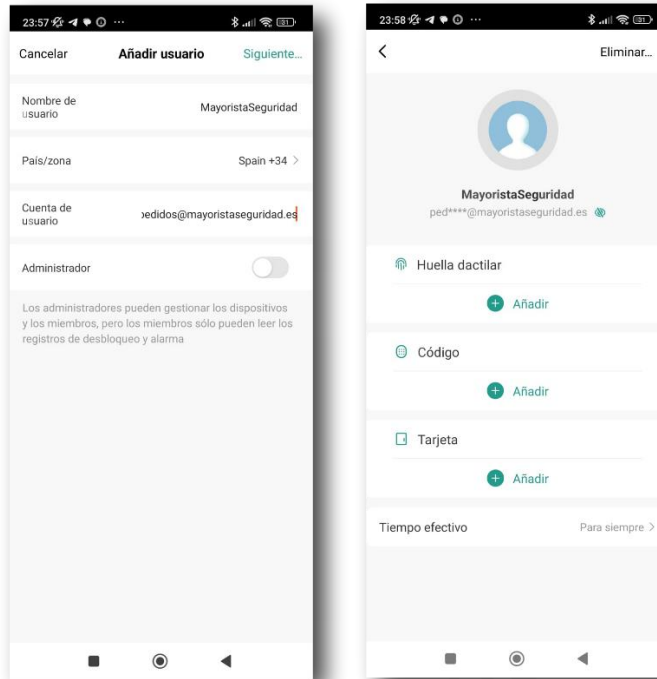 23:57
Cancelar Añadir usuario Siguiente...
Nombre de
usuario
MayoristaSeguridad
País/zona Spain +34 >
Cuenta de
usuario
pedidos@mayoristaseguridad.es
Administrador
Los administradores pueden gestionar los dispositivos
y los miembros, pero los miembros sólo pueden leer los
registros de desbloqueo y alarma
23:58
Eliminar...
MayoristaSeguridad
ped****@mayoristaseguridad.es
Huella dactilar
Añadir
Código
Añadir
Tarjeta
Añadir
Tiempo efectivo Para siempre >